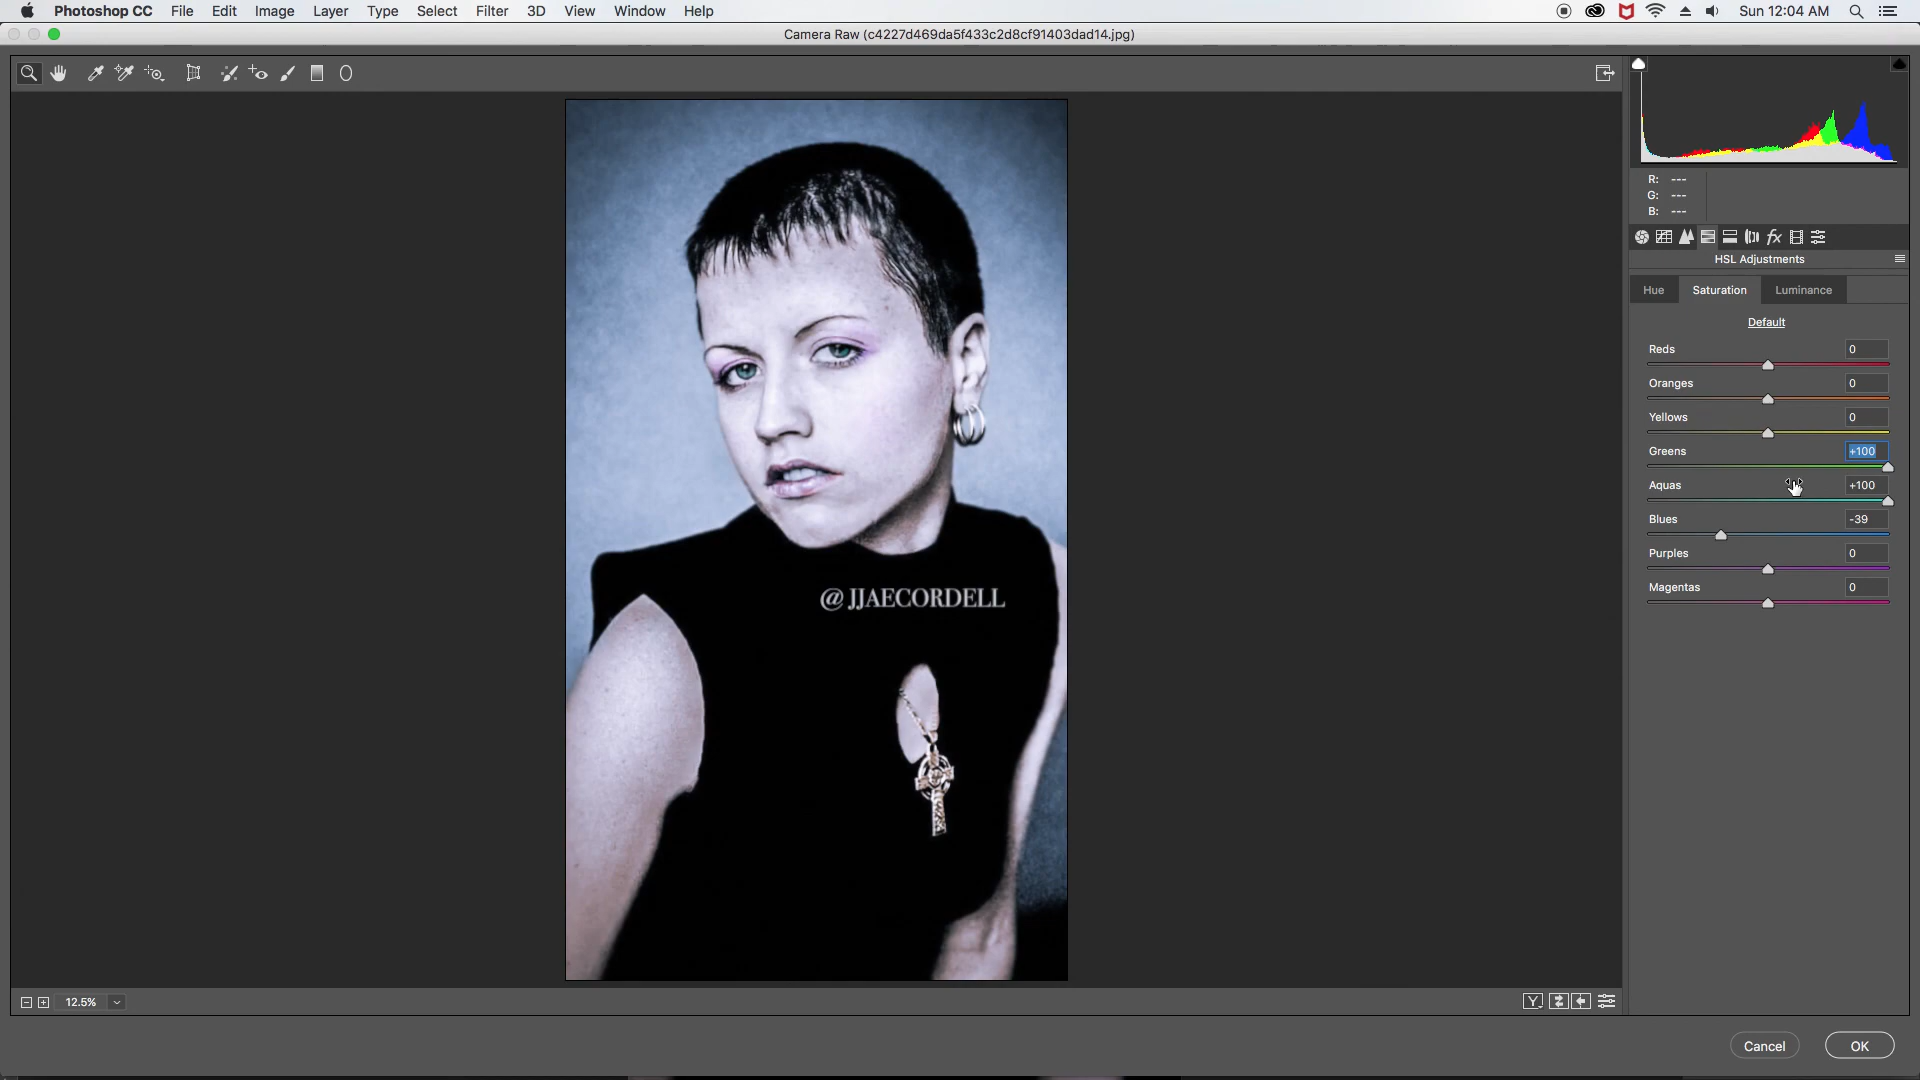 Photoshop CC File Edit Image Layer Type Select Filter 3D View Window Help Sun 12:04 AM
Camera Raw (c4227d469da5f433c2d8cf91403dad14.jpg)
R: ---
G: ---
B: ---
fx
HSL Adjustments
Hue Saturation Luminance
Default
Reds 0
Oranges 0
Yellows 0
Greens +100
Aquas +100
Blues -39
Purples 0
Magentas 0
@JJAECORDELL
12.5%
Y
Cancel OK